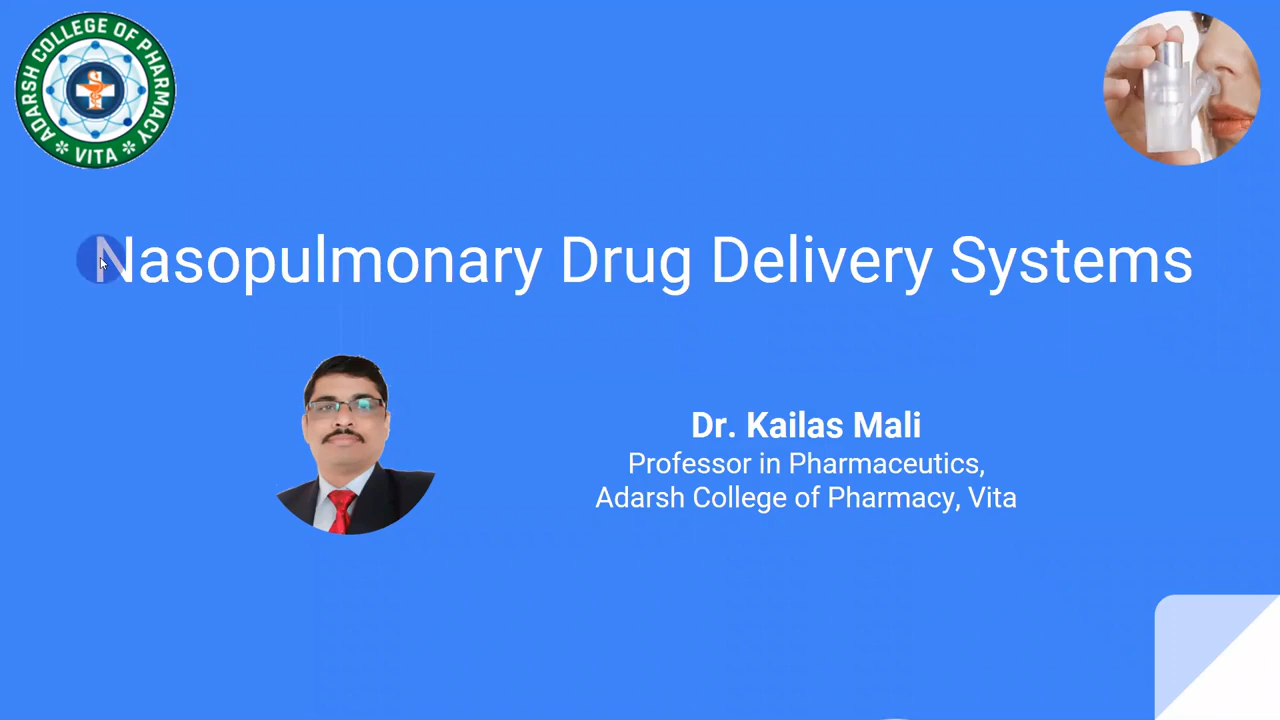 ADARSH COLLEGE OF PHARMACY
VITA
Nasopulmonary Drug Delivery Systems
Dr. Kailas Mali
Professor in Pharmaceutics,
Adarsh College of Pharmacy, Vita